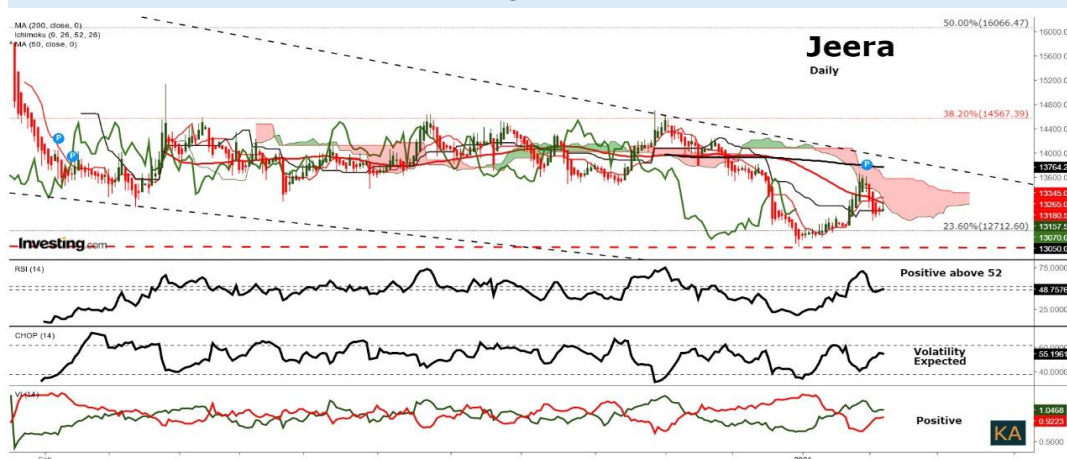 MA (200, close, 0)
Ichimoku (9, 26, 52, 26)
MA (50, close, 0)
Jeera
Daily
50.00%(16066.47)
38.20%(14567.39)
23.60%(12712.60)
16000.0
15600.0
15200.0
14800.0
14400.0
14000.0
13764.2
13600.0
13345.0
13265.0
13180.5
13157.5
13070.0
13050.0
Investing.com
P
P
P
RSI (14)
Positive above 52
75.0000
48.7576
25.0000
CHOP (14)
Volatility
Expected
55.1961
40.0000
VI (14)
Positive
1.0468
0.9223
0.5000
KA
2021